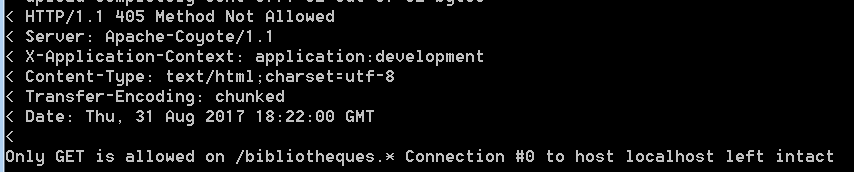 < HTTP/1.1 405 Method Not Allowed
< Server: Apache-Coyote/1.1
< X-Application-Context: application:development
< Content-Type: text/html;charset=utf-8
< Transfer-Encoding: chunked
< Date: Thu, 31 Aug 2017 18:22:00 GMT
<
Only GET is allowed on /bibliotheques.* Connection #0 to host localhost left intact